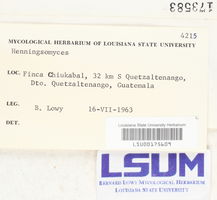 173583
4215
MYCOLOGICAL HERBARIUM OF LOUISIANA STATE UNIVERSITY
Henningsomyces
LOC. Finca Chiukabal, 32 km S Quetzaltenango,
Dto. Quetzaltenango, Guatemala
LEG. B. Lowy 16-VII-1963
DET.
Louisiana State University Herbarium
LSU00175609
LSUM
BERNARD LOWY MYCOLOGICAL HERBARIUM
LOUISIANA STATE UNIVERSITY